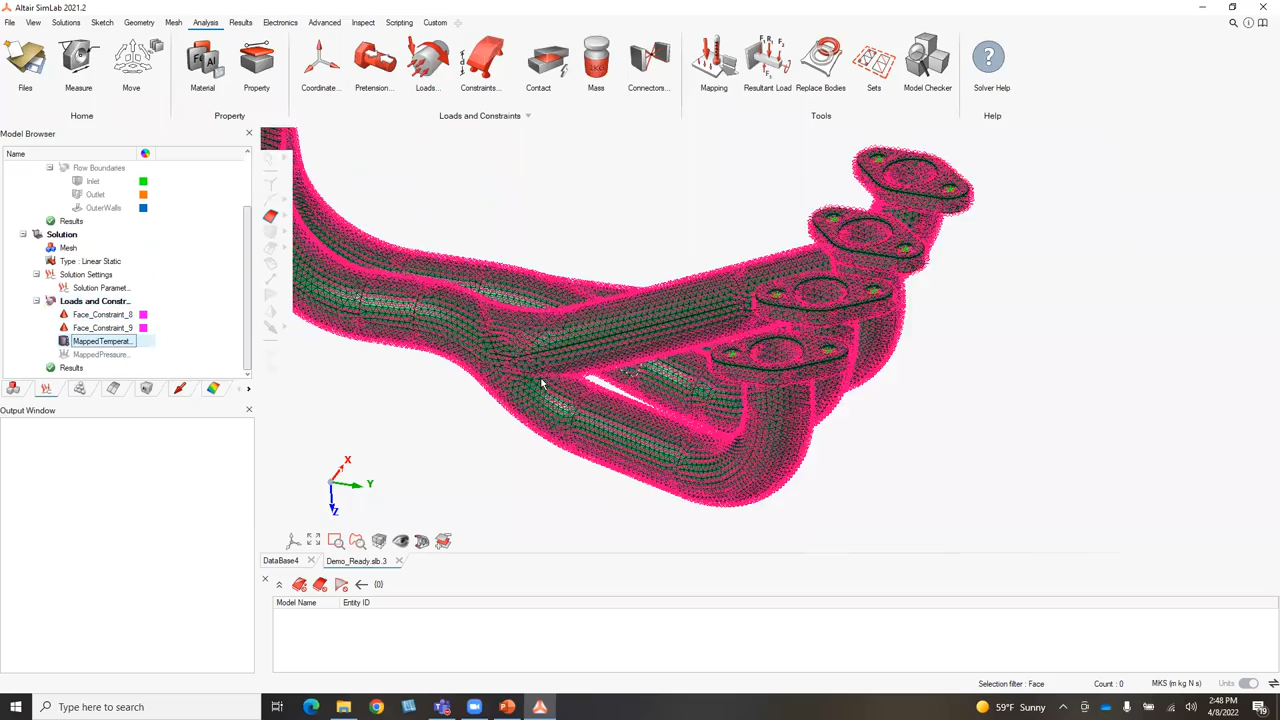 Altair SimLab 2021.2
File View Solutions Sketch Geometry Mesh Analysis Results Electronics Advanced Inspect Scripting Custom
Files Measure Move Material Property Coordinate... Pretension... Loads... Constraints... Contact Mass Connectors... Mapping Resultant Load Replace Bodies Sets Model Checker Solver Help
Home Property Loads and Constraints Tools Help
Model Browser
Name
Flow Boundaries
Inlet
Outlet
OuterWalls
Results
Solution
Mesh
Type : Linear Static
Solution Settings
Solution Paramet...
Loads and Constr...
Face_Constraint_8
Face_Constraint_9
MappedTemperat...
MappedPressure...
Results
Output Window
X
Y
Z
DataBase4 Demo_Ready.slb.3
{0}
Model Name Entity ID
Selection filter : Face Count : 0 MKS (m kg N s) Units
Type here to search
95°F Sunny
2:48 PM
4/8/2022